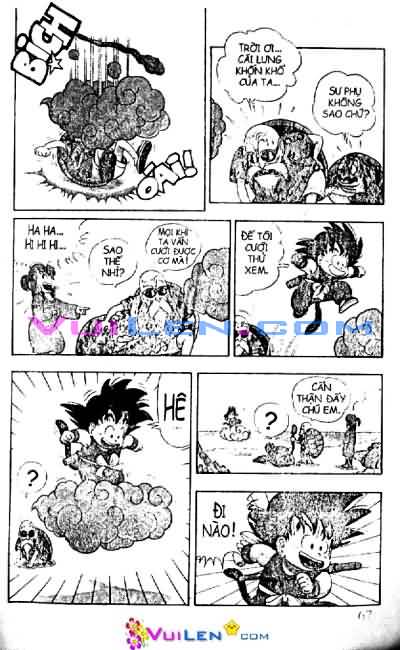 BỊCH
OÁI!!
TRỜI ƠI...
CÁI LƯNG
KHỐN KHỔ
CỦA TA...
SƯ PHỤ
KHÔNG
SAO CHỨ?
HA HA...
HI HI HI...
SAO
THẾ
NHỈ?
MỌI KHI
TA VẪN
CƯỠI ĐƯỢC
CƠ MÀ!
ĐỂ TÔI
CƯỠI
THỬ
XEM.
VUILEN.COM
HÊ
?
?
CẨN
THẬN ĐẤY
CHÚ EM.
ĐI
NÀO!
67
VUILEN.COM